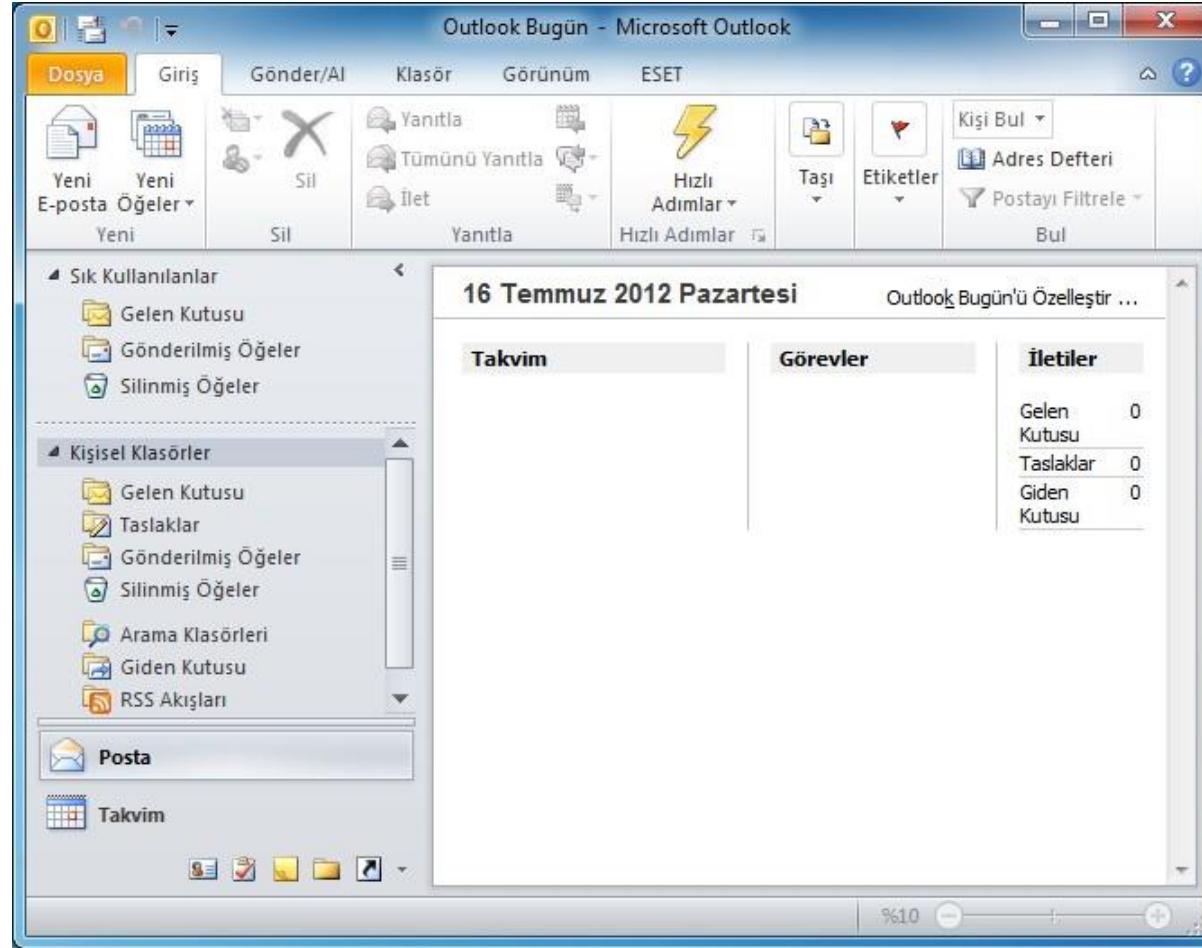 Outlook Bugün - Microsoft Outlook
Dosya Giriş Gönder/Al Klasör Görünüm ESET
Yeni E-posta
Yeni Öğeler
Yeni
Sil
Sil
Yanıtla
Tümünü Yanıtla
İlet
Yanıtla
Hızlı Adımlar
Hızlı Adımlar
Taşı
Etiketler
Kişi Bul
Adres Defteri
Postayı Filtrele
Bul
Sık Kullanılanlar
Gelen Kutusu
Gönderilmiş Öğeler
Silinmiş Öğeler
Kişisel Klasörler
Gelen Kutusu
Taslaklar
Gönderilmiş Öğeler
Silinmiş Öğeler
Arama Klasörleri
Giden Kutusu
RSS Akışları
Posta
Takvim
16 Temmuz 2012 Pazartesi
Outlook Bugün'ü Özelleştir ...
Takvim
Görevler
İletiler
Gelen Kutusu 0
Taslaklar 0
Giden Kutusu 0
%10